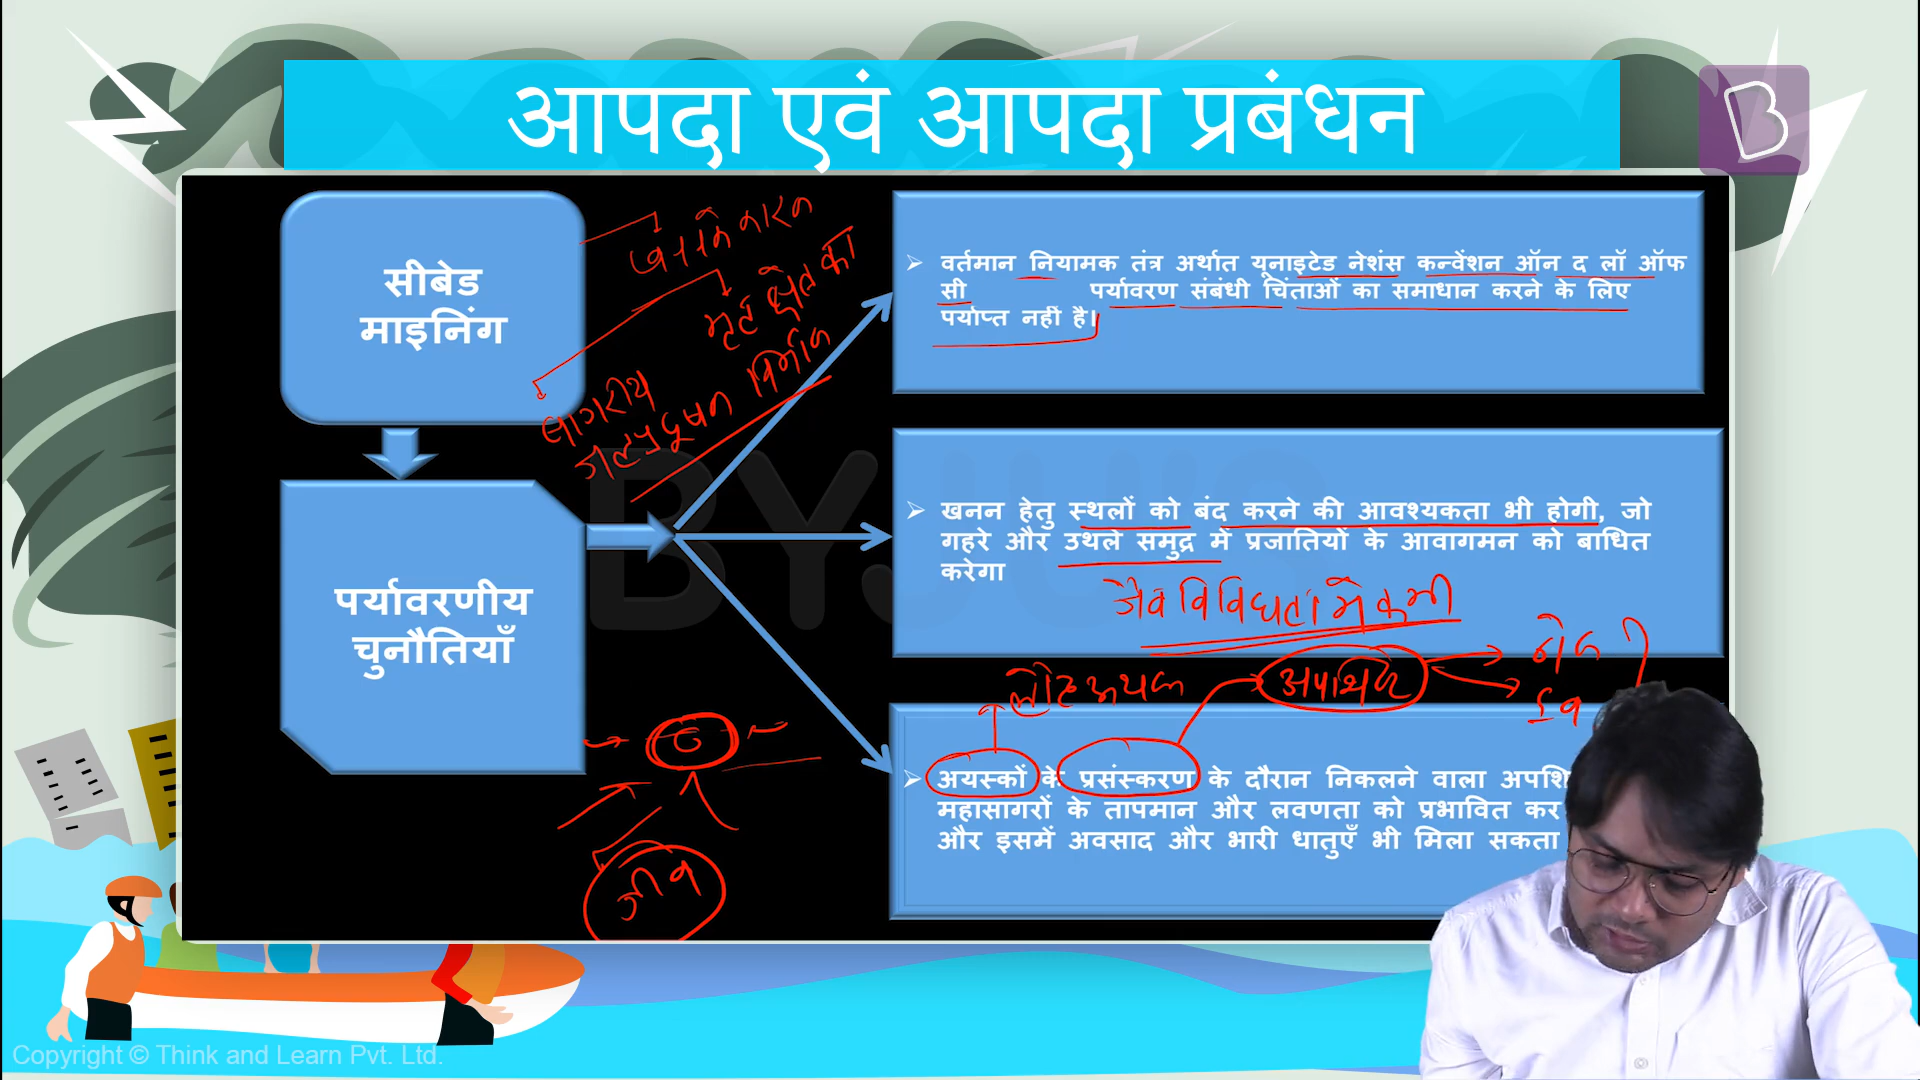 आपदा एवं आपदा प्रबंधन
B
सीबेड
माइनिंग
पर्यावरणीय
चुनौतियाँ
वर्तमान नियामक तंत्र अर्थात यूनाइटेड नेशंस कन्वेंशन ऑन द लॉ ऑफ
सी पर्यावरण संबंधी चिंताओं का समाधान करने के लिए
पर्याप्त नहीं है।
खनन हेतु स्थलों को बंद करने की आवश्यकता भी होगी, जो
गहरे और उथले समुद्र में प्रजातियों के आवागमन को बाधित
करेगा
जैव विविधता में कमी
अयस्कों के प्रसंस्करण के दौरान निकलने वाला
महासागरों के तापमान और लवणता को प्रभावित कर
और इसमें अवसाद और भारी धातुएँ भी मिला सकता
के कारन
मृत क्षेत्र का
निर्माण
लौह अयस्क
जीव
BYJU'S
Copyright © Think and Learn Pvt. Ltd.